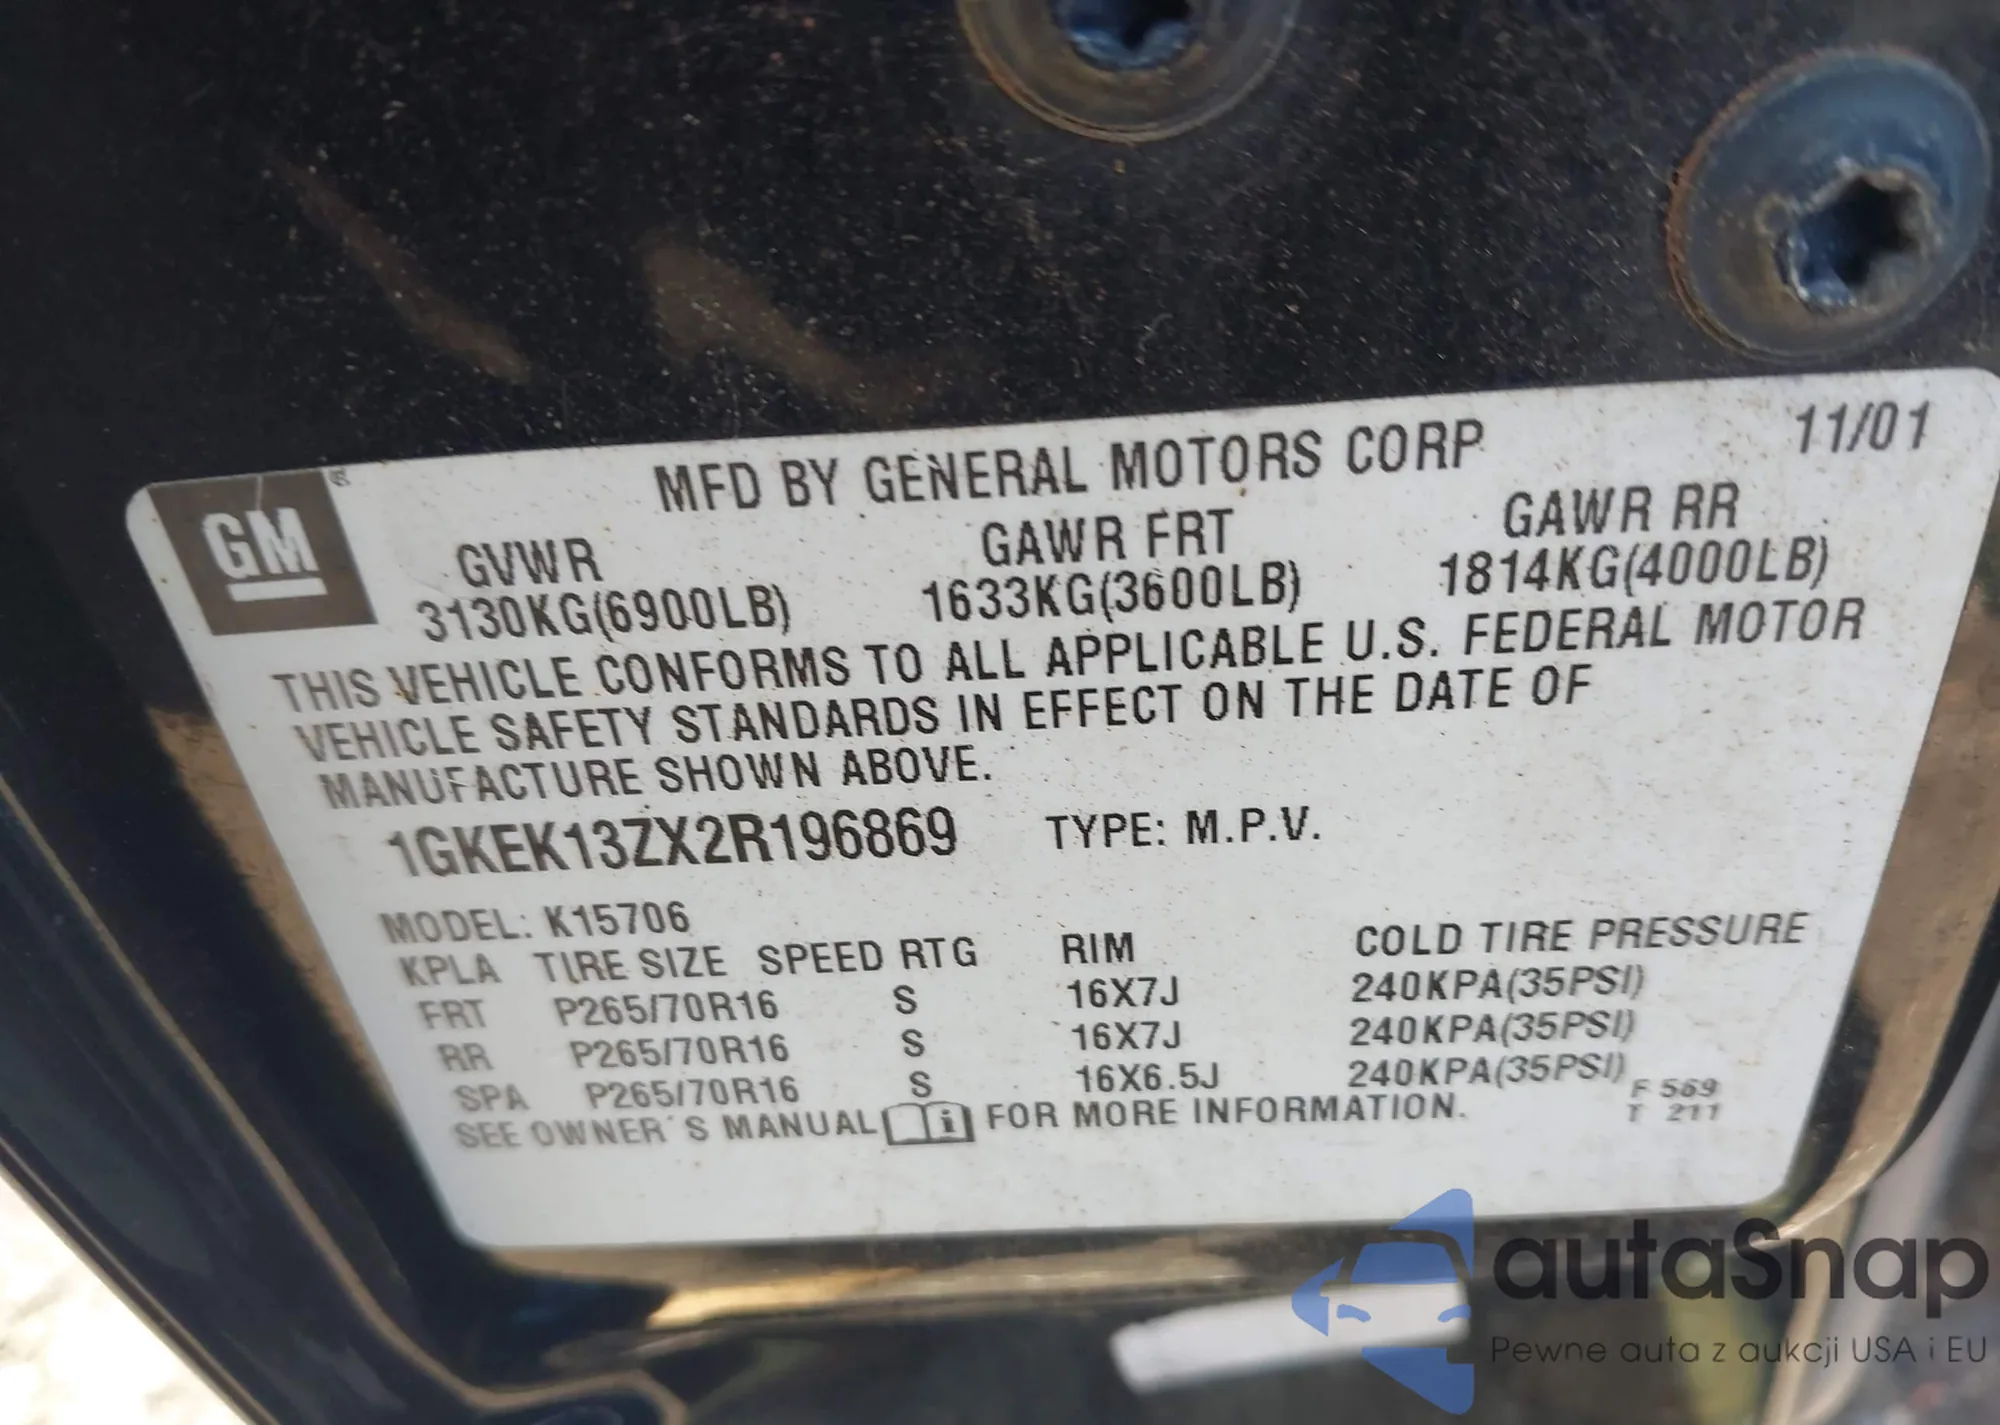 MFD BY GENERAL MOTORS CORP 11/01
GM
GVWR GAWR FRT GAWR RR
3130KG(6900LB) 1633KG(3600LB) 1814KG(4000LB)
THIS VEHICLE CONFORMS TO ALL APPLICABLE U.S. FEDERAL MOTOR
VEHICLE SAFETY STANDARDS IN EFFECT ON THE DATE OF
MANUFACTURE SHOWN ABOVE.
1GKEK13ZX2R196869 TYPE: M.P.V.
MODEL: K15706
KPLA TIRE SIZE SPEED RTG RIM COLD TIRE PRESSURE
FRT P265/70R16 S 16X7J 240KPA(35PSI)
RR P265/70R16 S 16X7J 240KPA(35PSI)
SPA P265/70R16 S 16X6.5J 240KPA(35PSI)
SEE OWNER'S MANUAL i FOR MORE INFORMATION.
F 569
T 211
autaSnap
Pewne auta z aukcji USA i EU